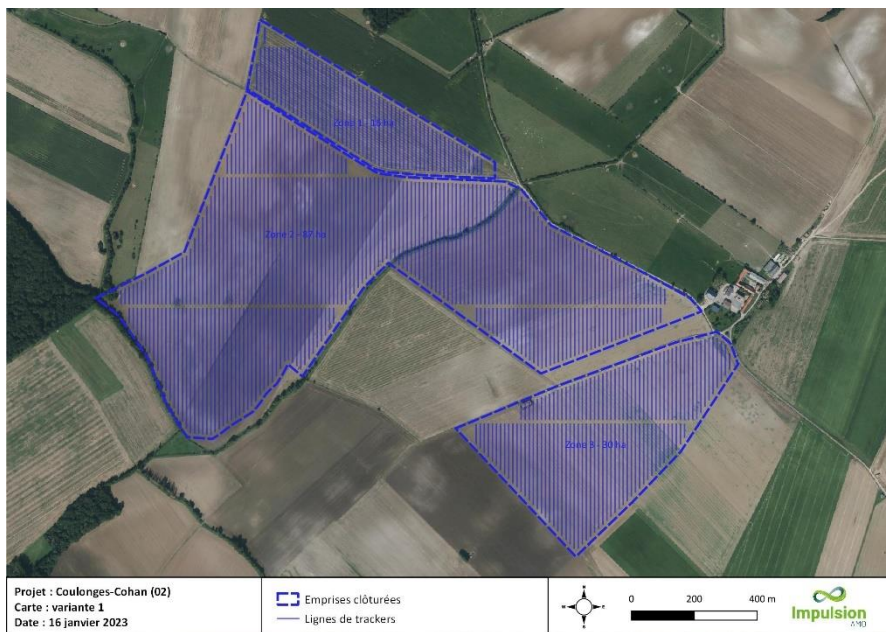 Zone 1 - 16 ha
Zone 2 - 87 ha
Zone 3 - 30 ha
Projet : Coulonges-Cohan (02)
Carte : variante 1
Date : 16 janvier 2023
Emprises clôturées
Lignes de trackers
N
W
E
S
0 200 400 m
Impulsion
AMO